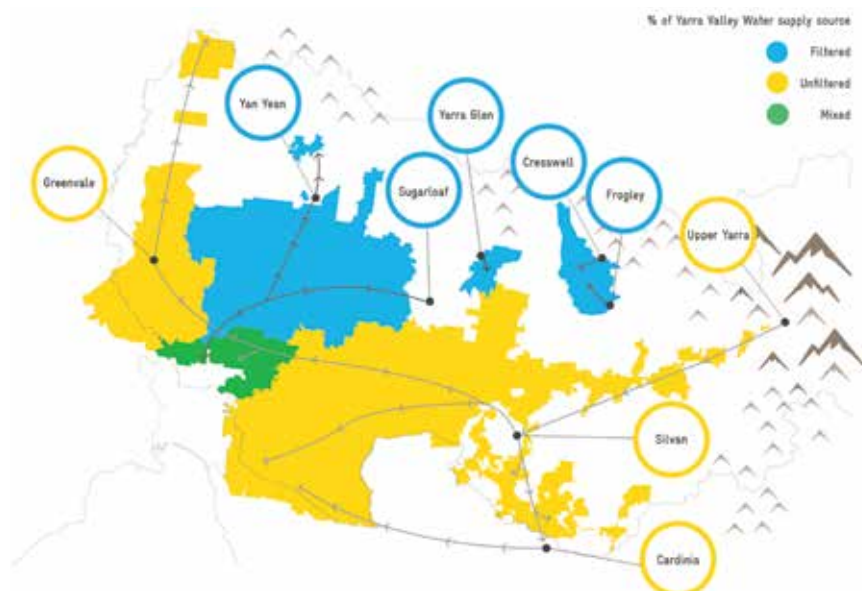 % of Yarra Valley Water supply source
Filtered
Unfiltered
Mixed
Yan Yean
Yarra Glen
Cresswell
Frogley
Greenvale
Sugarloaf
Upper Yarra
Silvan
Cardinia